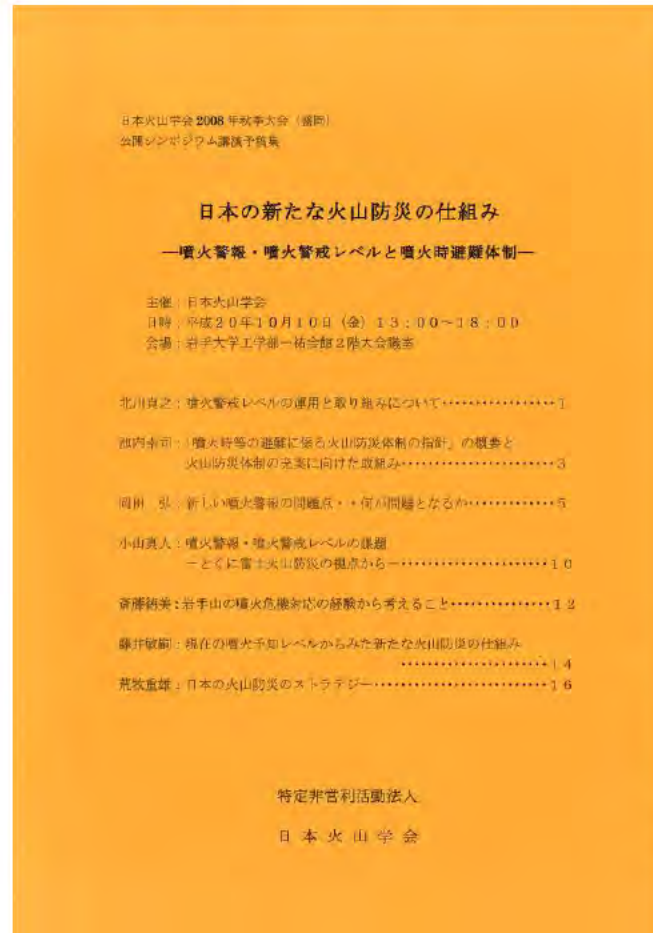 日本火山学会2008年秋季大会（盛岡）
公開シンポジウム講演予稿集
日本の新たな火山防災の仕組み
―噴火警報・噴火警戒レベルと噴火時避難体制―
主催：日本火山学会
日時：平成２０年１０月１０日（金）１３：００～１８：００
会場：岩手大学工学部一祐会館２階大会議室
北川貞之：噴火警戒レベルの運用と取り組みについて･････････････････１
池内幸司：「噴火時等の避難に係る火山防災体制の指針」の概要と
火山防災体制の充実に向けた取組み･･･････････････････････３
岡田　弘：新しい噴火警報の問題点・・何が問題となるか･････････････５
小山真人：噴火警報・噴火警戒レベルの課題
－とくに富士火山防災の視点から－･･････････････････････１０
斎藤徳美：岩手山の噴火危機対応の経験から考えること･･･････････････１２
藤井敏嗣：現在の噴火予知レベルからみた新たな火山防災の仕組み
･･････････････････････１４
荒牧重雄：日本の火山防災のストラテジー･･････････････････････････１６
特定非営利活動法人
日 本 火 山 学 会